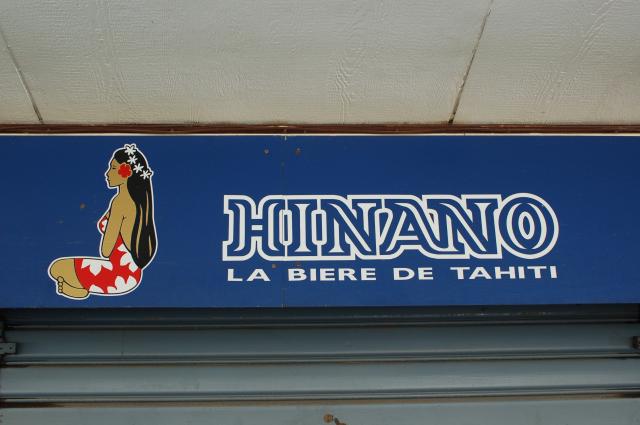 HINANO
LA BIERE DE TAHITI